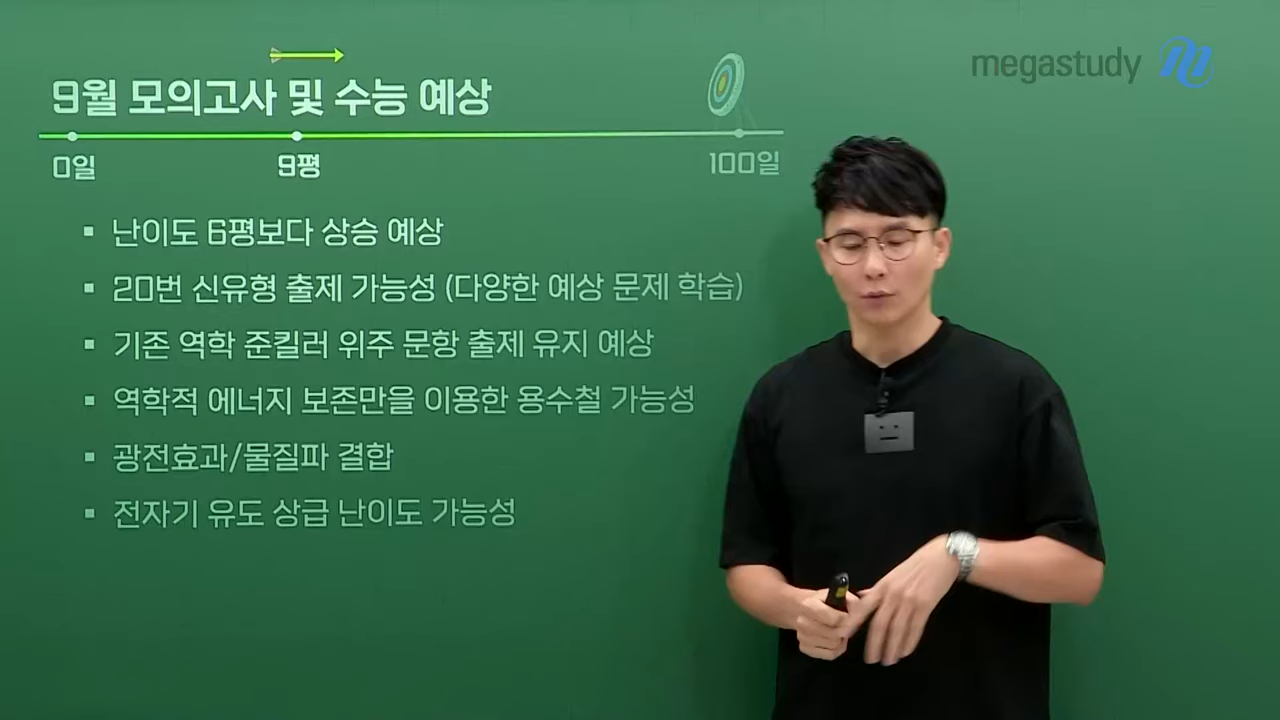 megastudy
9월 모의고사 및 수능 예상
0일 9평 100일
난이도 6평보다 상승 예상
20번 신유형 출제 가능성 (다양한 예상 문제 학습)
기존 역학 준킬러 위주 문항 출제 유지 예상
역학적 에너지 보존만을 이용한 용수철 가능성
광전효과/물질파 결합
전자기 유도 상급 난이도 가능성